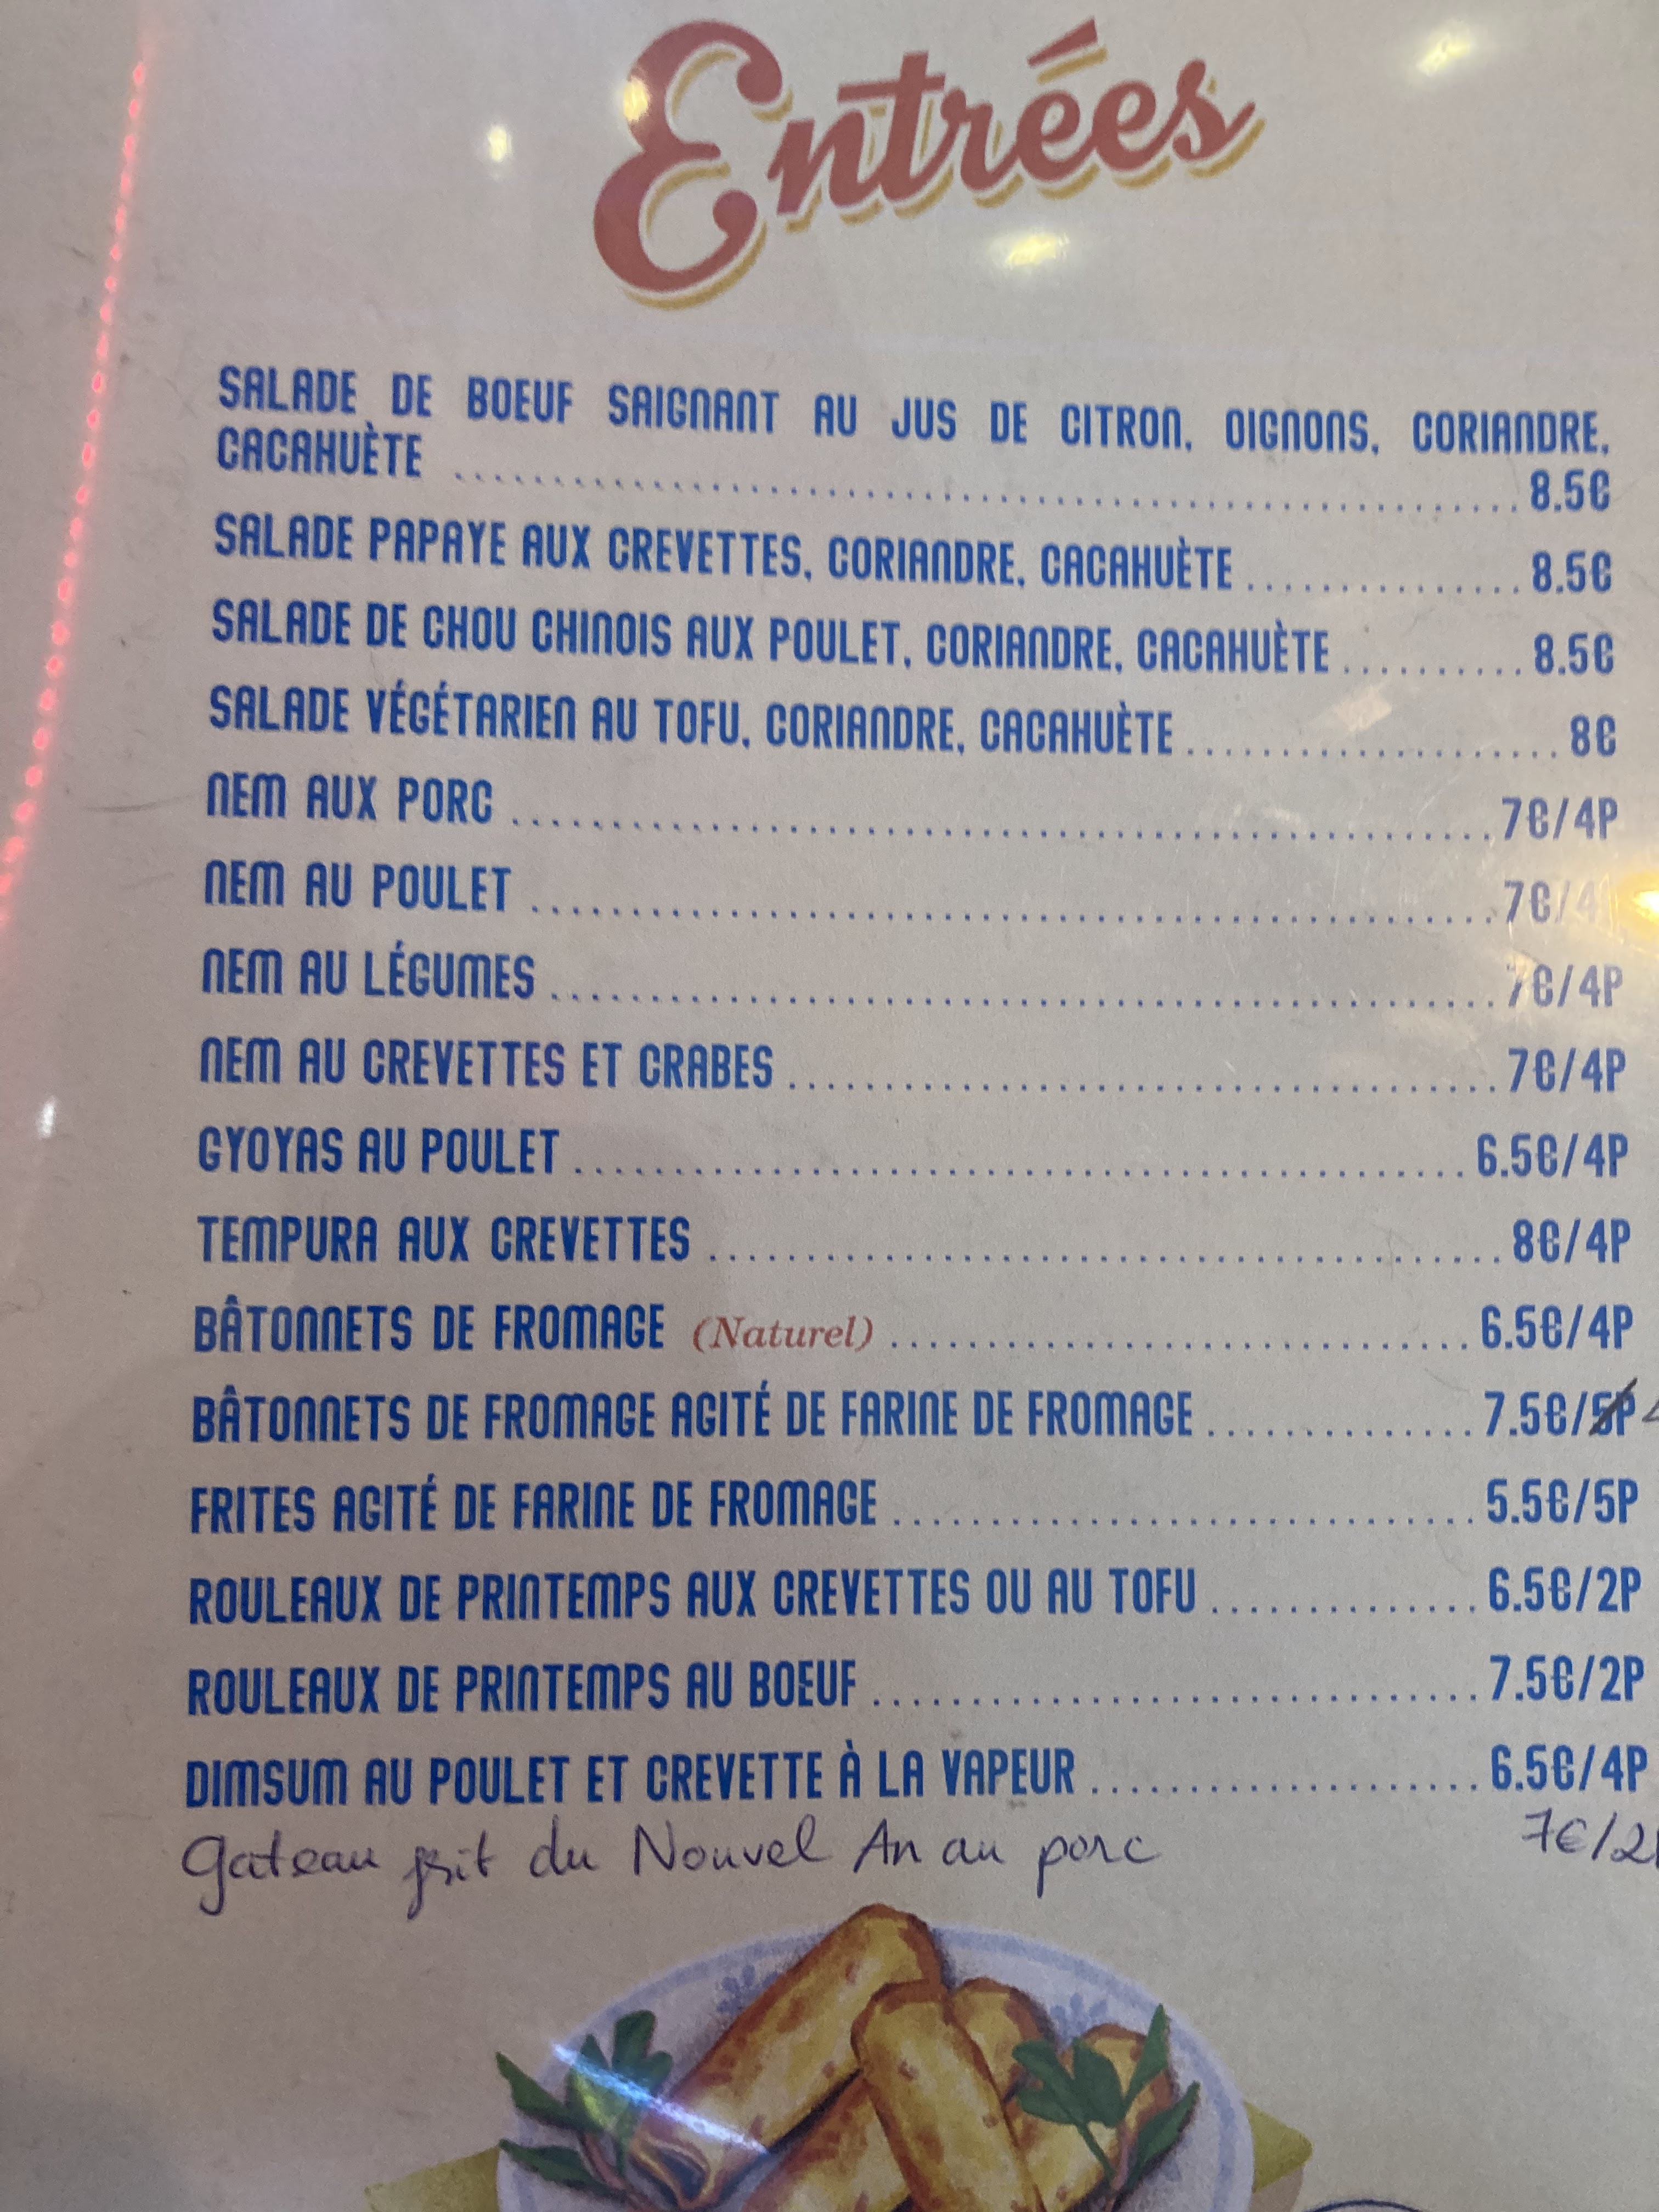 Entrées
SALADE DE BOEUF SAIGNANT AU JUS DE CITRON, OIGNONS, CORIANDRE,
CACAHUÈTE ........ 8.5€
SALADE PAPAYE AUX CREVETTES, CORIANDRE, CACAHUÈTE ........ 8.5€
SALADE DE CHOU CHINOIS AUX POULET, CORIANDRE, CACAHUÈTE ........ 8.5€
SALADE VÉGÉTARIEN AU TOFU, CORIANDRE, CACAHUÈTE ........ 8€
NEM AUX PORC ........ 7€/4P
NEM AU POULET ........ 7€/4
NEM AU LÉGUMES ........ 7€/4P
NEM AU CREVETTES ET CRABES ........ 7€/4P
GYOYAS AU POULET ........ 6.5€/4P
TEMPURA AUX CREVETTES ........ 8€/4P
BÂTONNETS DE FROMAGE (Naturel) ........ 6.5€/4P
BÂTONNETS DE FROMAGE AGITÉ DE FARINE DE FROMAGE ........ 7.5€/5P
FRITES AGITÉ DE FARINE DE FROMAGE ........ 5.5€/5P
ROULEAUX DE PRINTEMPS AUX CREVETTES OU AU TOFU ........ 6.5€/2P
ROULEAUX DE PRINTEMPS AU BOEUF ........ 7.5€/2P
DIMSUM AU POULET ET CREVETTE À LA VAPEUR ........ 6.5€/4P
gateau frit du Nouvel An au porc 7€/2